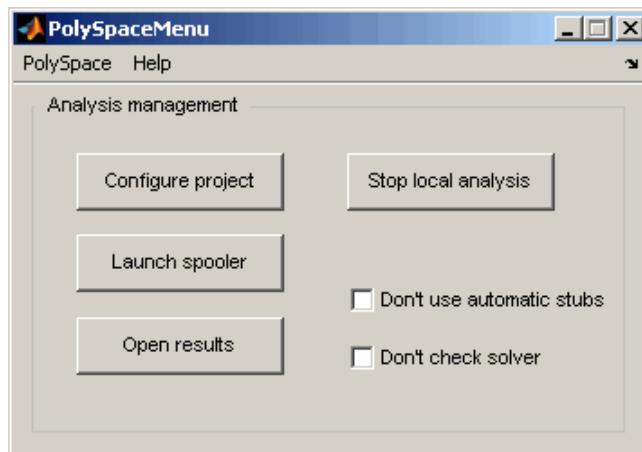 PolySpaceMenu
PolySpace Help
Analysis management
Configure project
Stop local analysis
Launch spooler
Don't use automatic stubs
Open results
Don't check solver